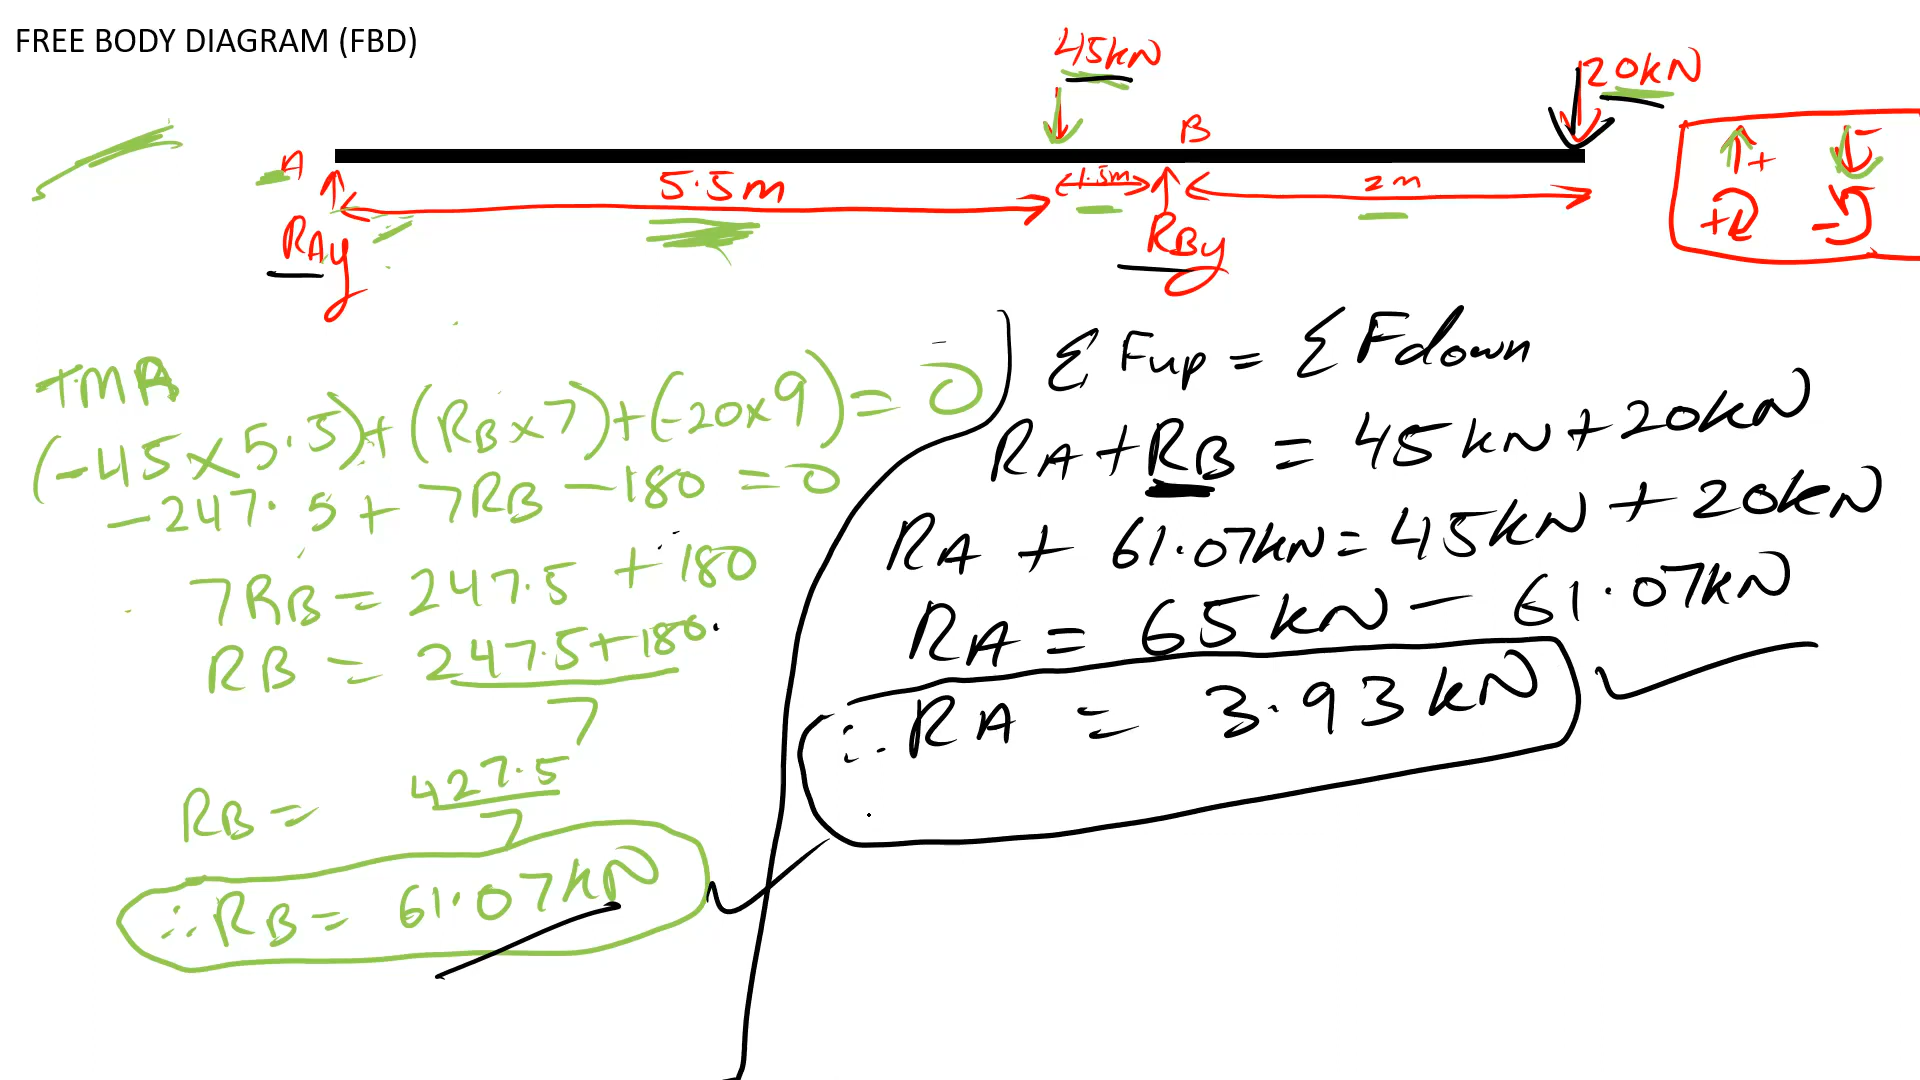 FREE BODY DIAGRAM (FBD)
45kN
20kN
A
B
5.5m
1.5m
2m
RAy
RBy
+
-
+
-
+MA
(-45×5.5)+(RB×7)+(-20×9)=0
-247.5+7RB-180=0
7RB=247.5+180
RB=247.5+180
7
RB=427.5
7
∴RB=61.07kN
ΣFup=ΣFdown
RA+RB=45kN+20kN
RA+61.07kN=45kN+20kN
RA=65kN-61.07kN
∴RA=3.93kN